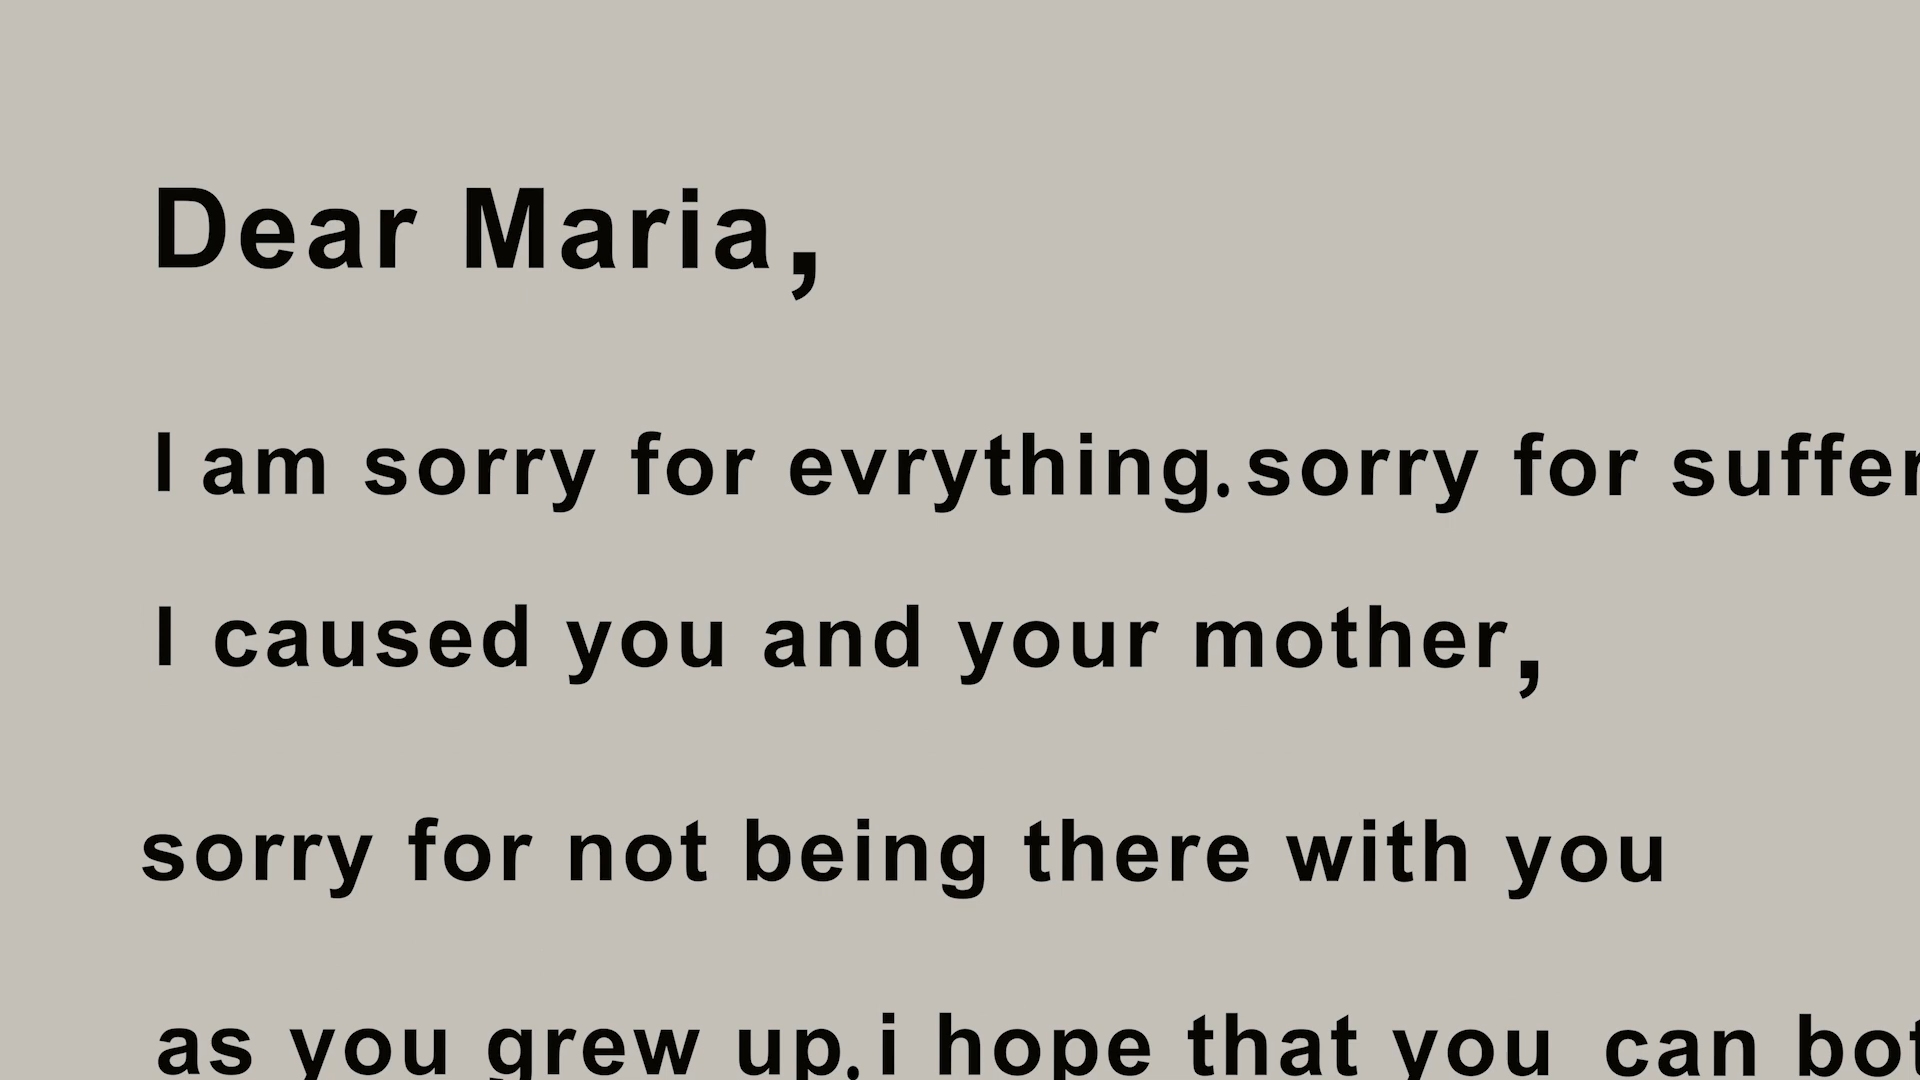 Dear Maria,
I am sorry for evrything. sorry for suffer
I caused you and your mother,
sorry for not being there with you
as you grew up. i hope that you can bot